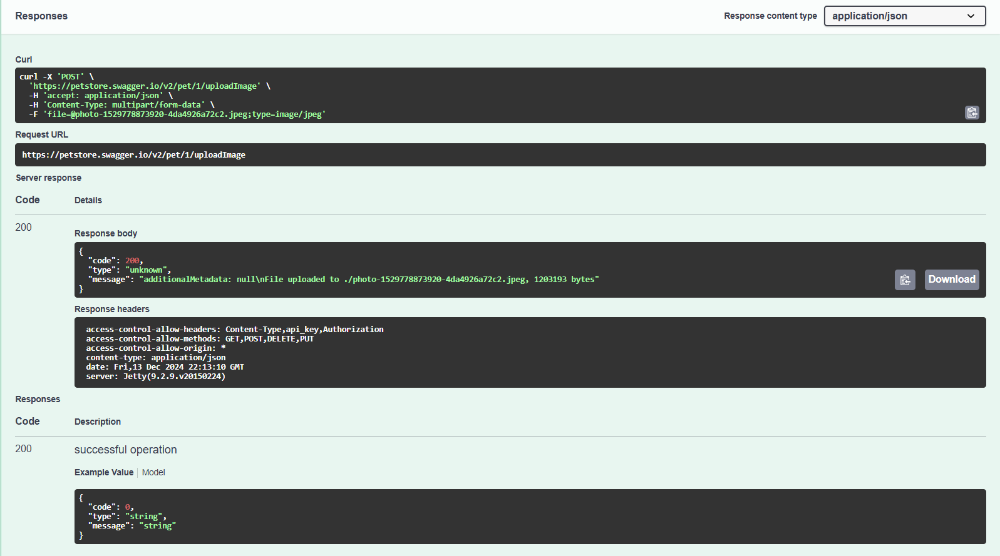 Responses
Response content type
application/json
Curl
curl -X 'POST' \
'https://petstore.swagger.io/v2/pet/1/uploadImage' \
-H 'accept: application/json' \
-H 'Content-Type: multipart/form-data' \
-F 'file=@photo-1529778873920-4da4926a72c2.jpeg;type=image/jpeg'
Request URL
https://petstore.swagger.io/v2/pet/1/uploadImage
Server response
Code Details
200
Response body
{
"code": 200,
"type": "unknown",
"message": "additionalMetadata: null\nFile uploaded to ./photo-1529778873920-4da4926a72c2.jpeg, 1203193 bytes"
}
Download
Response headers
access-control-allow-headers: Content-Type,api_key,Authorization
access-control-allow-methods: GET,POST,DELETE,PUT
access-control-allow-origin: *
content-type: application/json
date: Fri,13 Dec 2024 22:13:10 GMT
server: Jetty(9.2.9.v20150224)
Responses
Code Description
200 successful operation
Example Value Model
{
"code": 0,
"type": "string",
"message": "string"
}